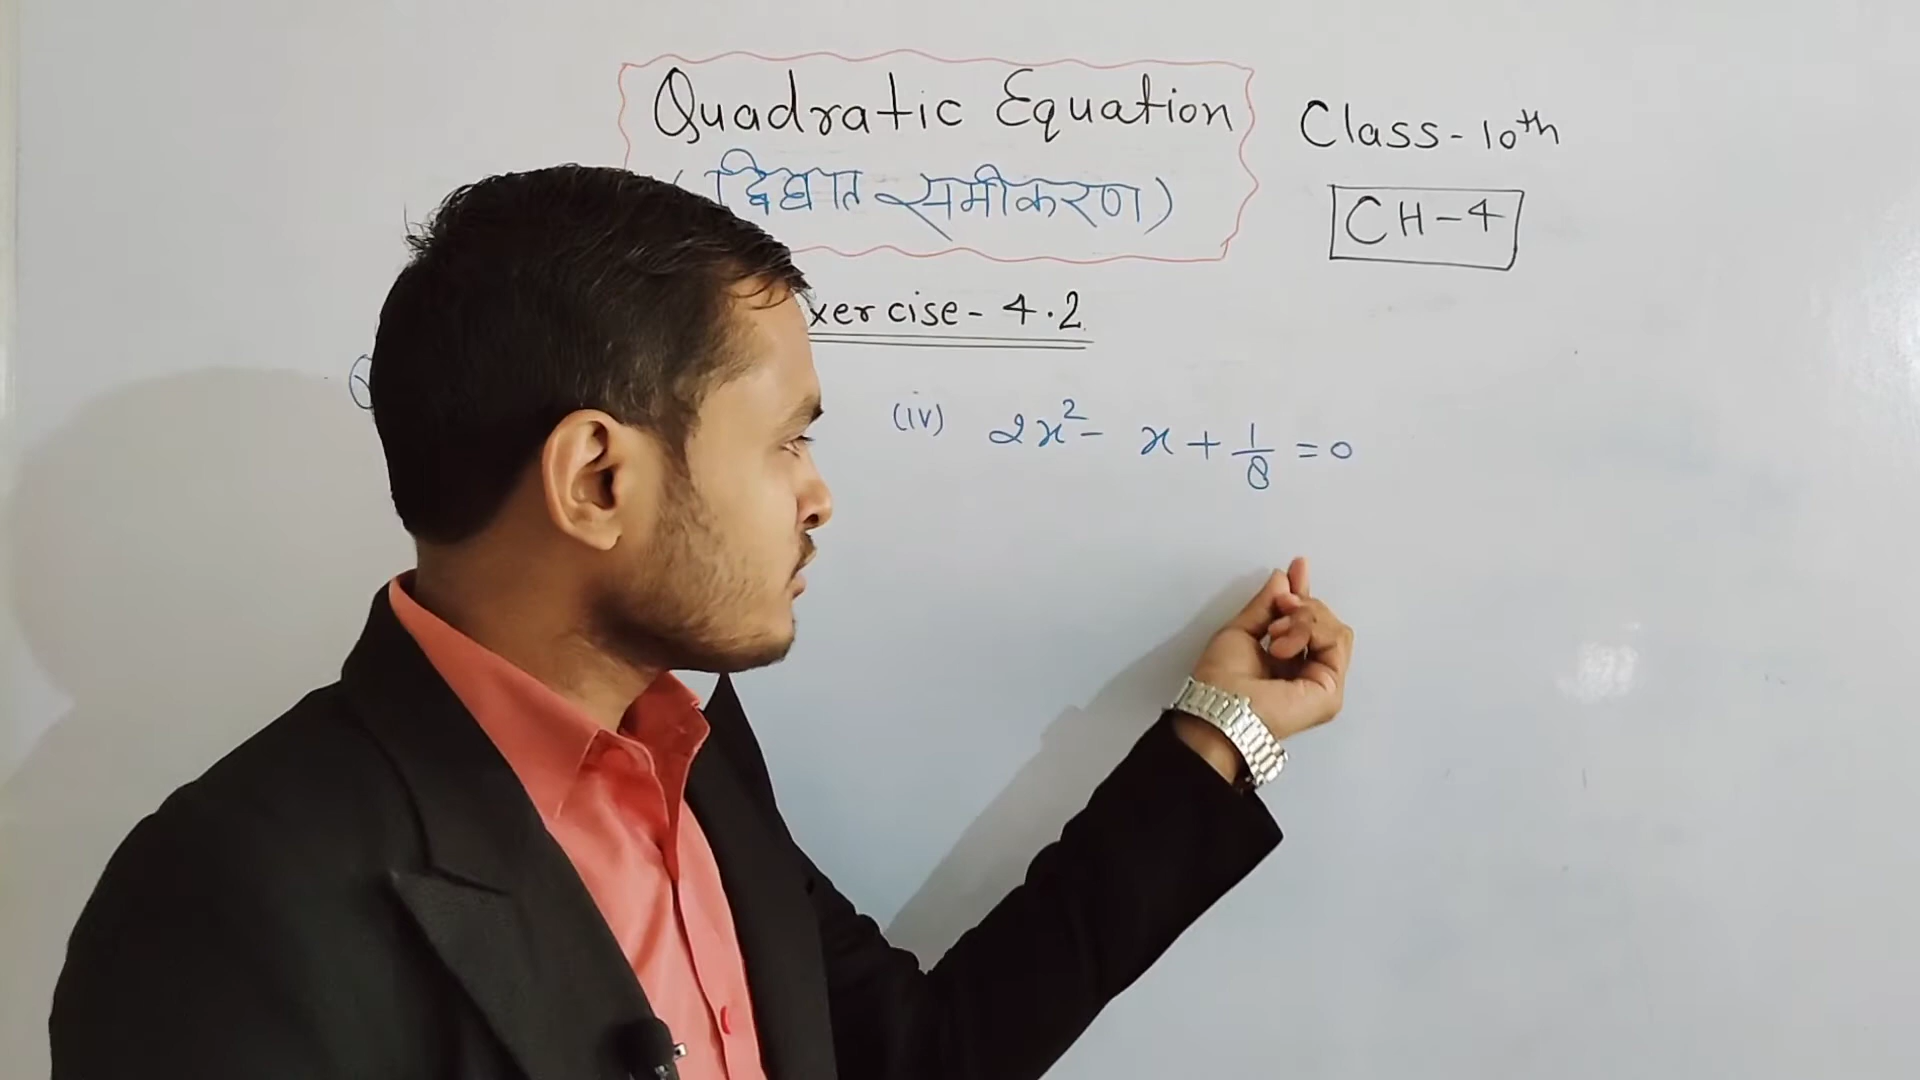 Quadratic Equation
(द्विघात समीकरण)
Class-10th
CH-4
xercise-4.2
(iv) 2x² - x + 1/8 = 0